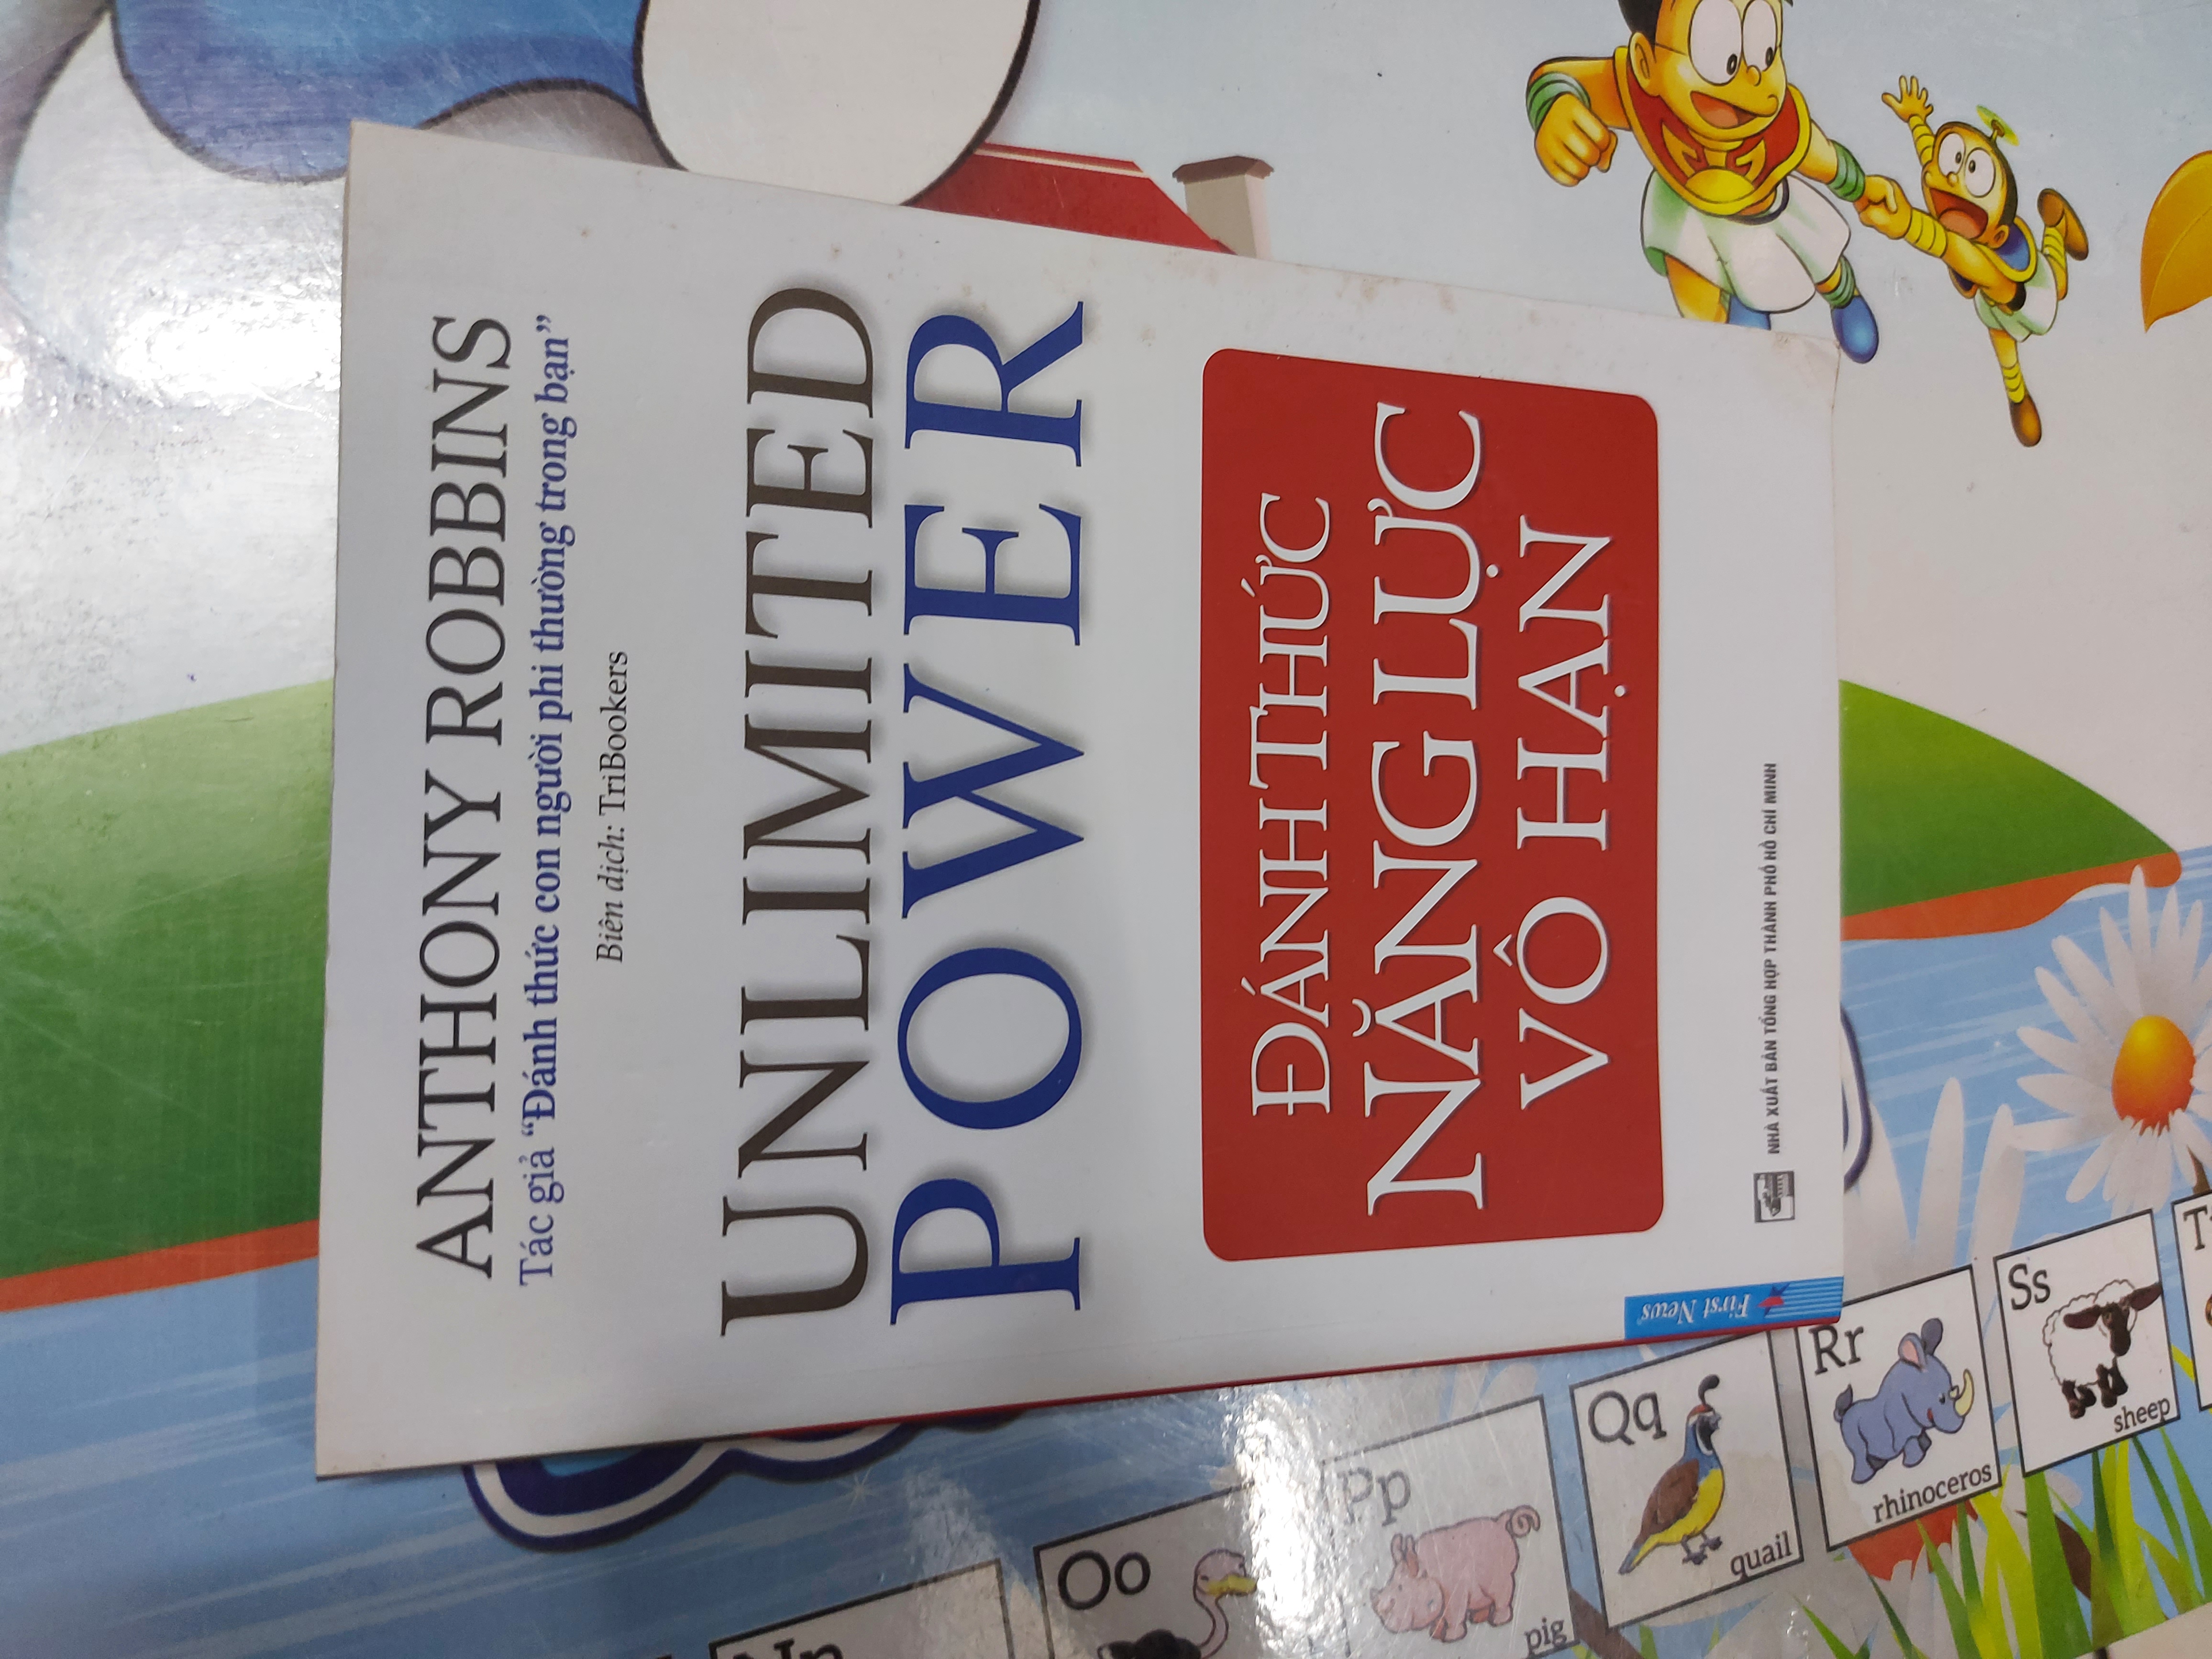 ANTHONY ROBBINS
Tác giả “Đánh thức con người phi thường trong bạn”
Biên dịch: TriBookers
UNLIMITED
POWER
ĐÁNH THỨC
NĂNG LỰC
VÔ HẠN
First News
NHÀ XUẤT BẢN TỔNG HỢP THÀNH PHỐ HỒ CHÍ MINH
Oo
Pp
pig
Qq
quail
Rr
rhinoceros
Ss
sheep